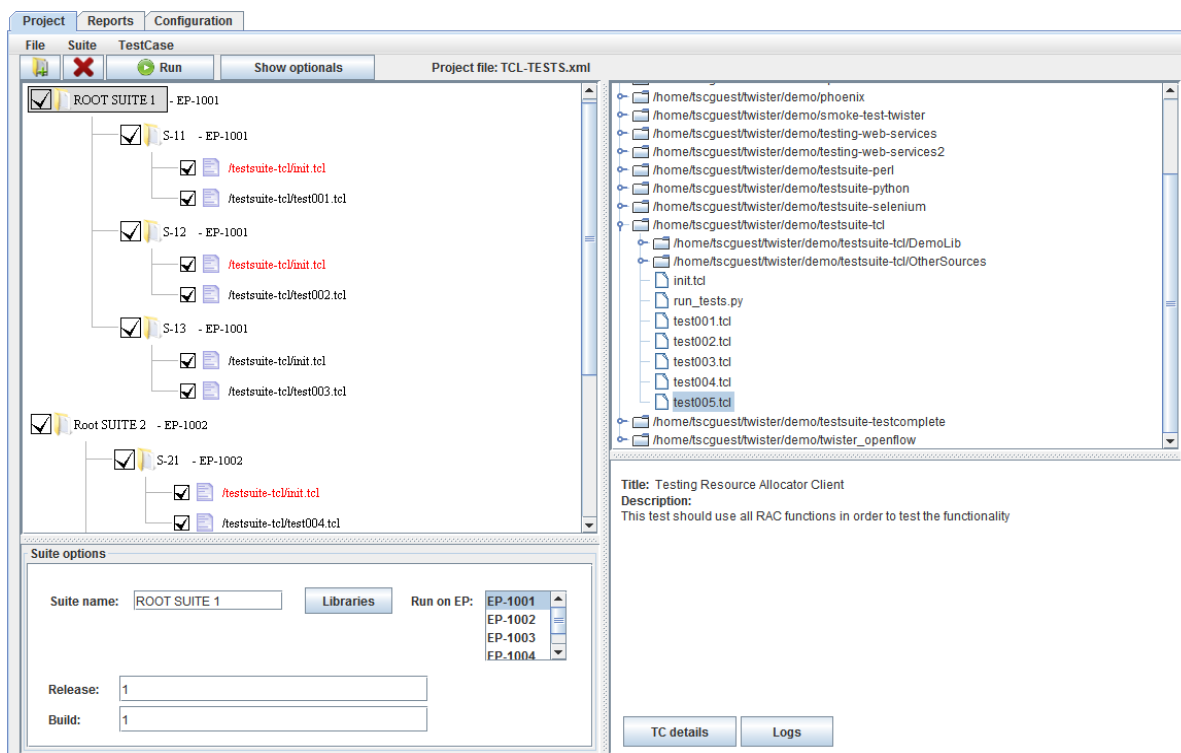 Project Reports Configuration
File Suite TestCase
Run Show optionals Project file: TCL-TESTS.xml
ROOT SUITE 1 - EP-1001
S-11 - EP-1001
/testsuite-tcl/init.tcl
/testsuite-tcl/test001.tcl
S-12 - EP-1001
/testsuite-tcl/init.tcl
/testsuite-tcl/test002.tcl
S-13 - EP-1001
/testsuite-tcl/init.tcl
/testsuite-tcl/test003.tcl
Root SUITE 2 - EP-1002
S-21 - EP-1002
/testsuite-tcl/init.tcl
/testsuite-tcl/test004.tcl
/home/tscguest/twister/demo/phoenix
/home/tscguest/twister/demo/smoke-test-twister
/home/tscguest/twister/demo/testing-web-services
/home/tscguest/twister/demo/testing-web-services2
/home/tscguest/twister/demo/testsuite-perl
/home/tscguest/twister/demo/testsuite-python
/home/tscguest/twister/demo/testsuite-selenium
/home/tscguest/twister/demo/testsuite-tcl
/home/tscguest/twister/demo/testsuite-tcl/DemoLib
/home/tscguest/twister/demo/testsuite-tcl/OtherSources
init.tcl
run_tests.py
test001.tcl
test002.tcl
test003.tcl
test004.tcl
test005.tcl
/home/tscguest/twister/demo/testsuite-testcomplete
/home/tscguest/twister/demo/twister_openflow
Suite options
Suite name: ROOT SUITE 1 Libraries Run on EP: EP-1001
EP-1002
EP-1003
EP-1004
Release: 1
Build: 1
Title: Testing Resource Allocator Client
Description:
This test should use all RAC functions in order to test the functionality
TC details Logs